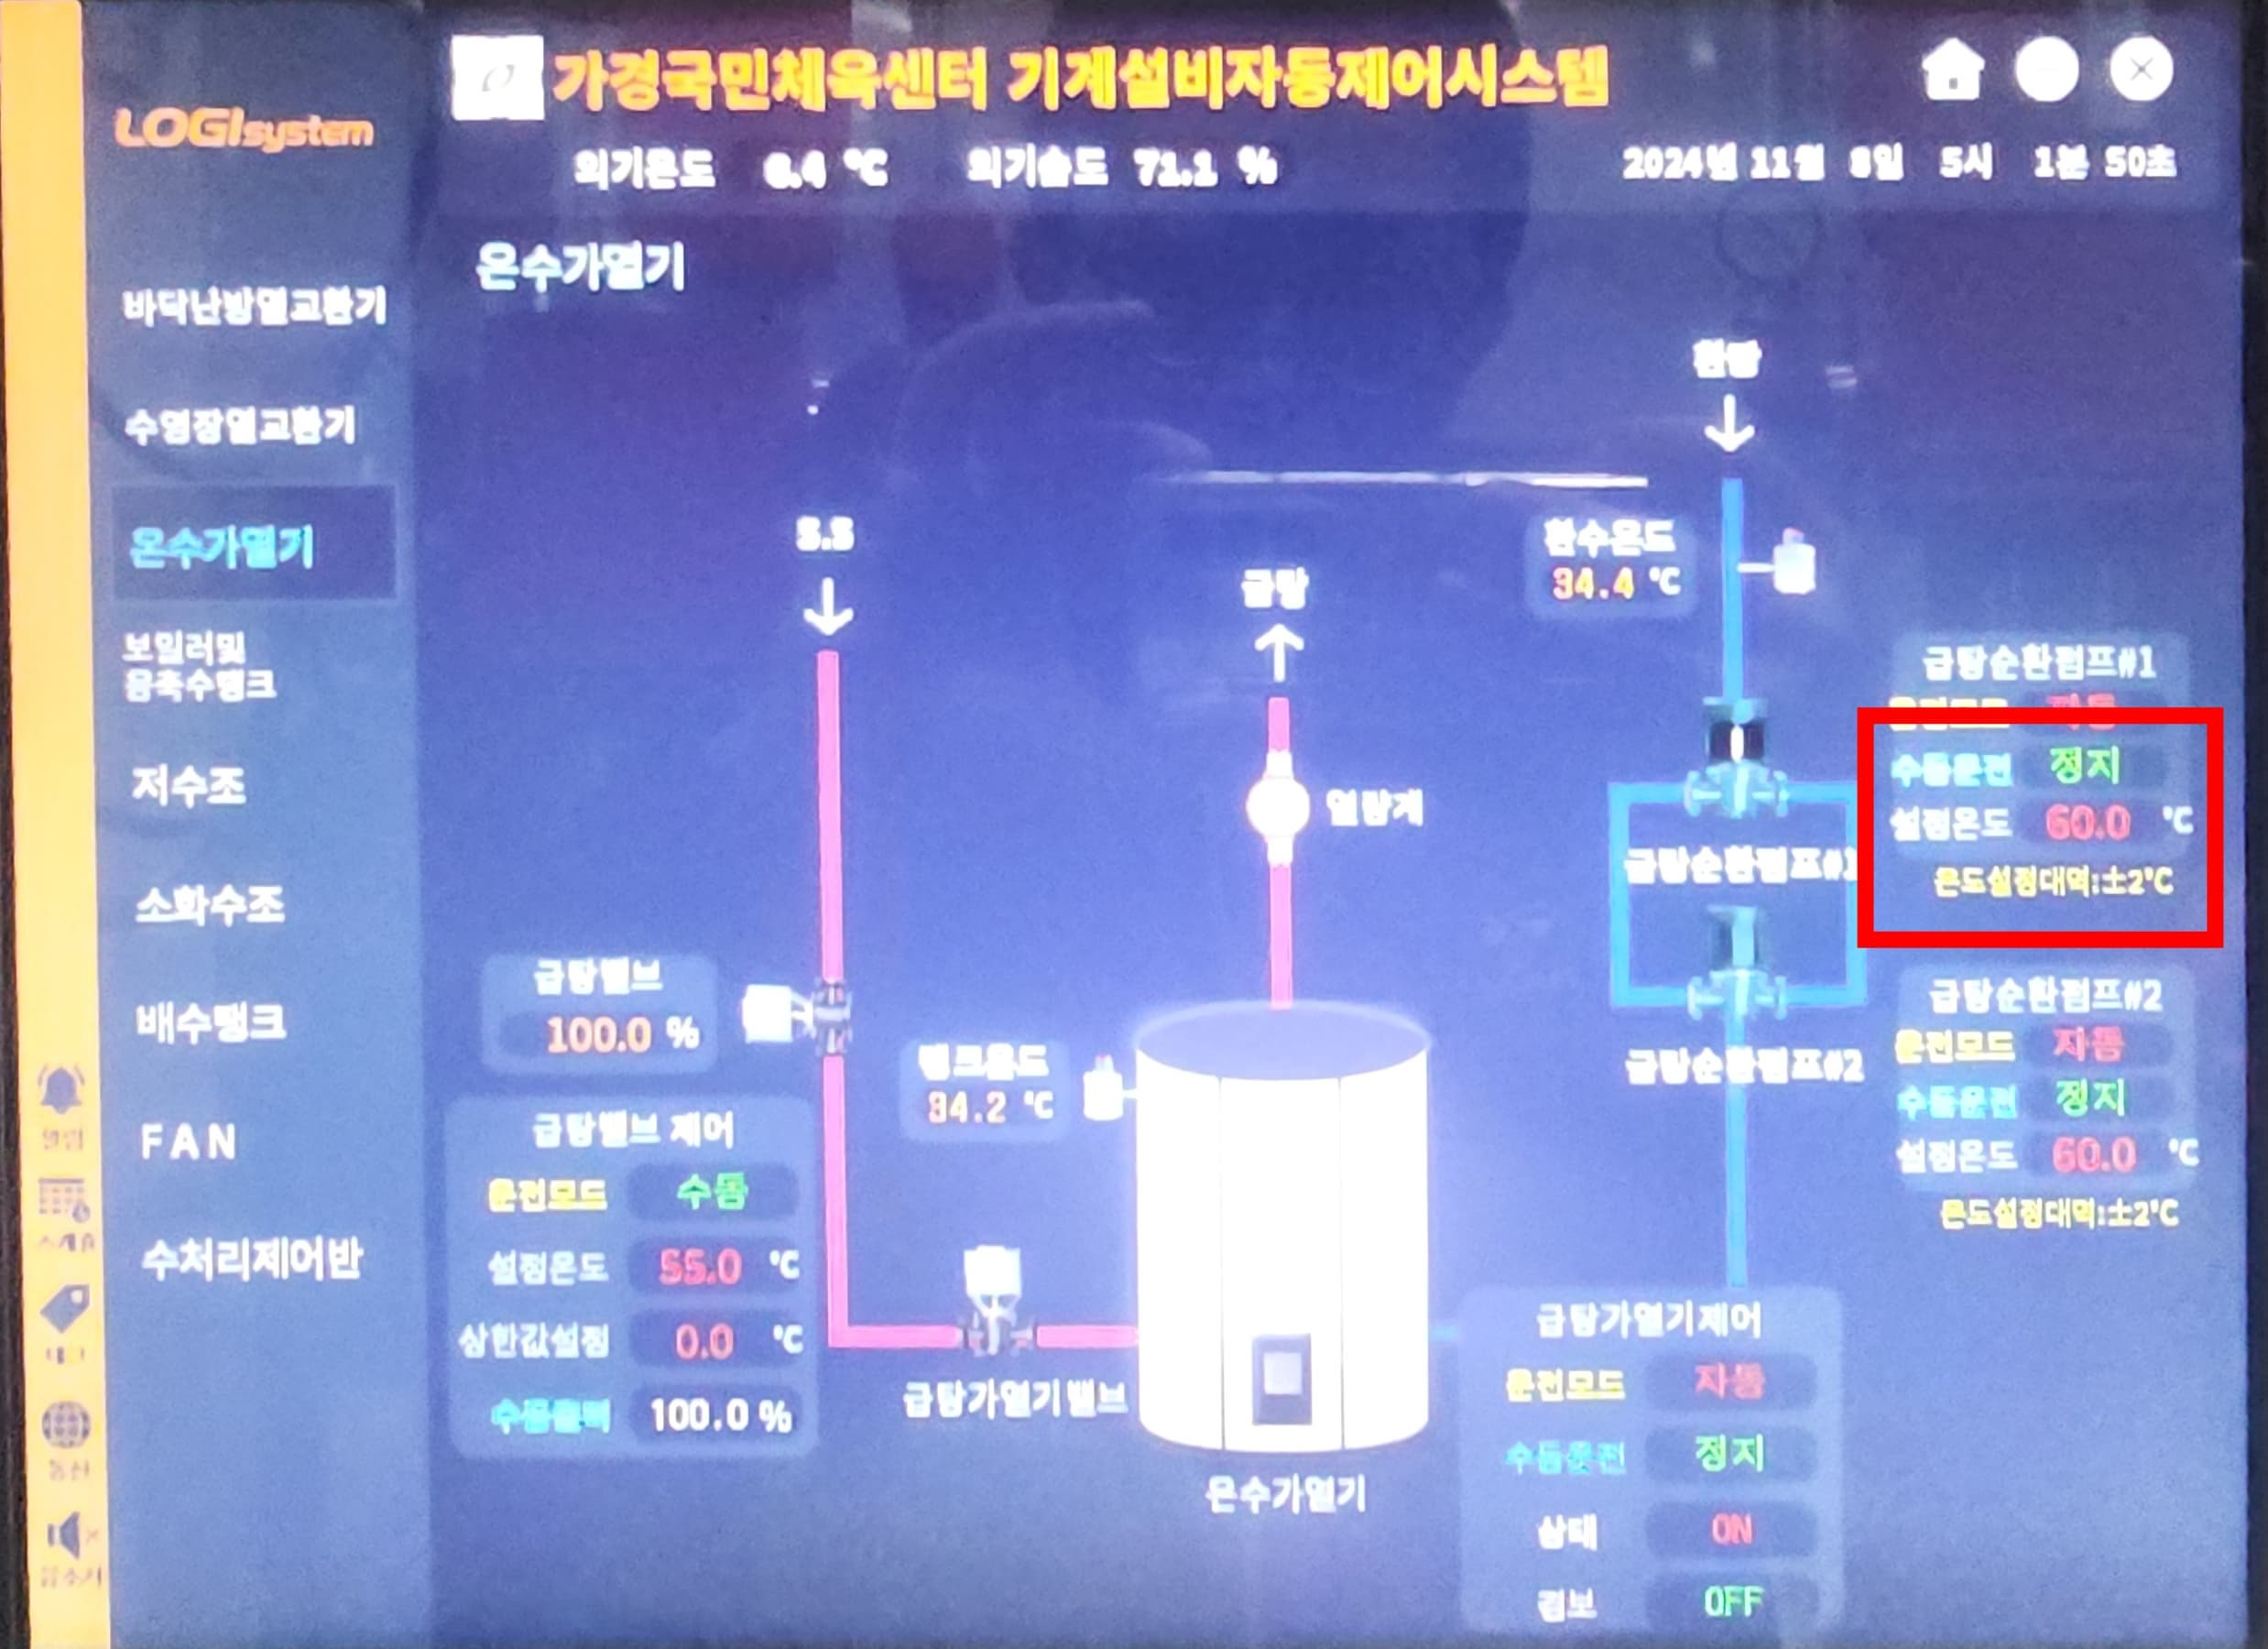 가경국민체육센터 기계설비자동제어시스템
LOGIsystem
외기온도 6.4 ℃ 외기습도 71.1 %
2024년 11월 8일 5시 1분 50초
온수가열기
바닥난방열교환기
수영장열교환기
온수가열기
보일러및
응축수탱크
저수조
소화수조
배수탱크
FAN
수처리제어반
알림
스케줄
태그
통신
음소거
S.S
급탕
환탕
환수온도
34.4 ℃
열량계
급탕순환펌프#1
급탕순환펌프#2
급탕순환펌프#1
운전모드 자동
수동운전 정지
설정온도 60.0 ℃
온도설정대역:±2℃
급탕순환펌프#2
운전모드 자동
수동운전 정지
설정온도 60.0 ℃
온도설정대역:±2℃
급탕밸브
100.0 %
탱크온도
34.2 ℃
급탕밸브 제어
운전모드 수동
설정온도 55.0 ℃
상한값설정 0.0 ℃
수동출력 100.0 %
급탕가열기밸브
온수가열기
급탕가열기제어
운전모드 자동
수동운전 정지
상태 ON
경보 OFF